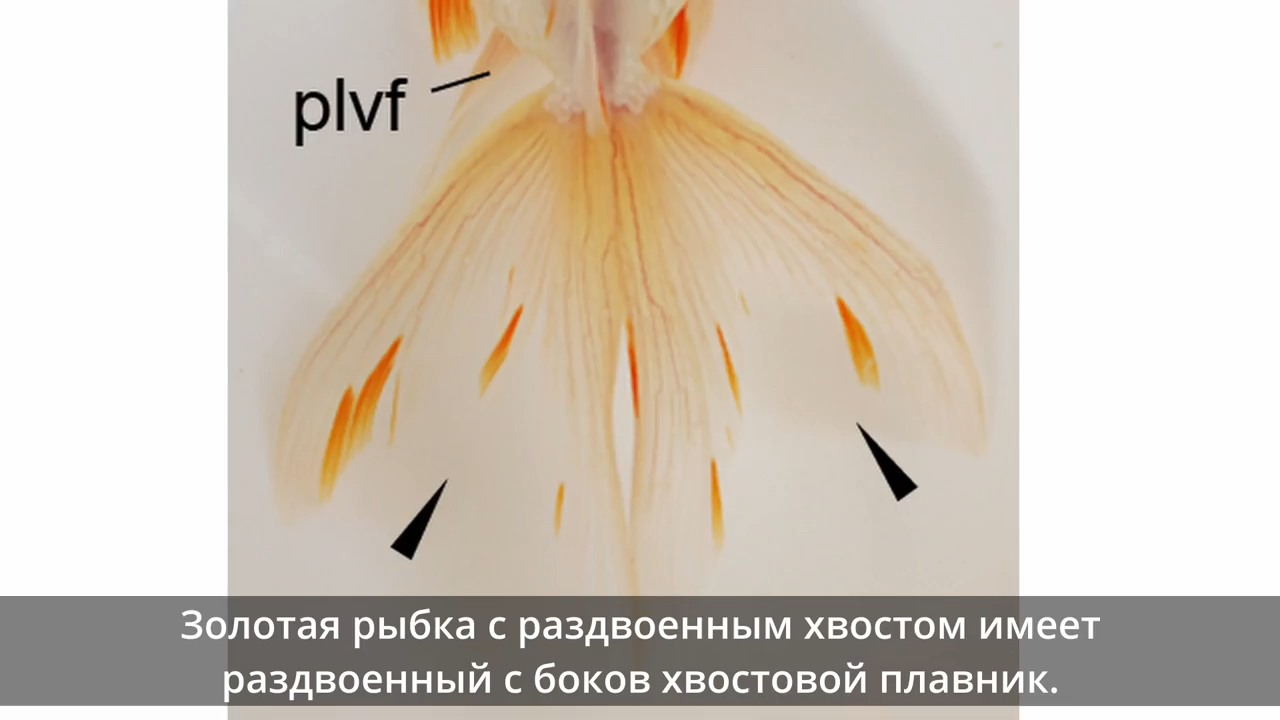 plvf
Золотая рыбка с раздвоенным хвостом имеет
раздвоенный с боков хвостовой плавник.